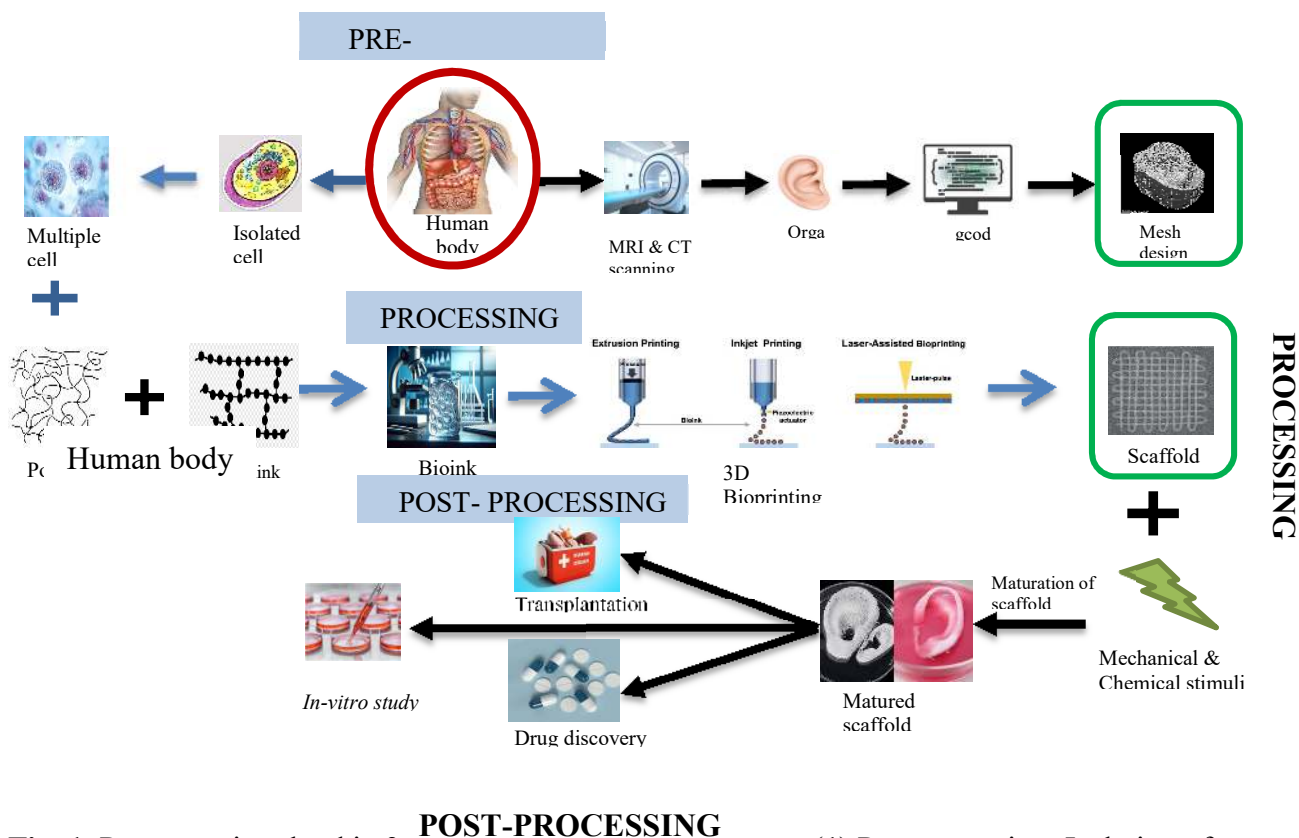 PRE-
Multiple
cell
Isolated
cell
Human
body
MRI & CT
scanning
Orga
gcod
Mesh
design
PROCESSING
Extrusion Printing
Inkjet Printing
Laser-Assisted Bioprinting
Bioink
Piezoelectric
actuator
Human body
ink
Bioink
3D
Bioprinting
Scaffold
PROCESSING
POST- PROCESSING
Transplantation
In-vitro study
Drug discovery
Matured
scaffold
Maturation of
scaffold
Mechanical &
Chemical stimuli
POST-PROCESSING